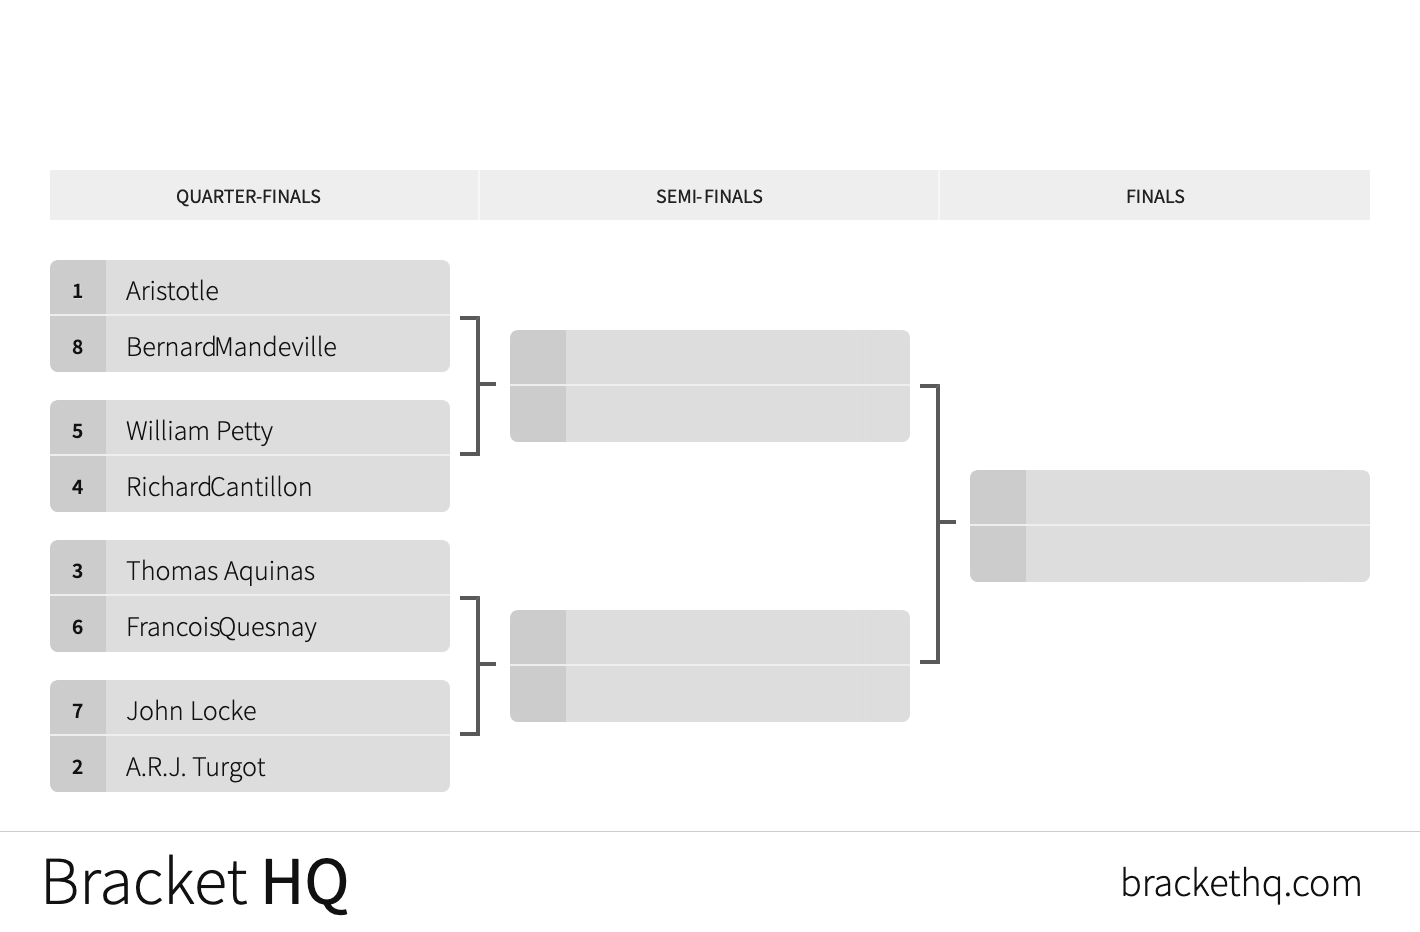 QUARTER-FINALS
SEMI-FINALS
FINALS
1 Aristotle
8 BernardMandeville
5 William Petty
4 RichardCantillon
3 Thomas Aquinas
6 FrancoisQuesnay
7 John Locke
2 A.R.J. Turgot
Bracket HQ
brackethq.com